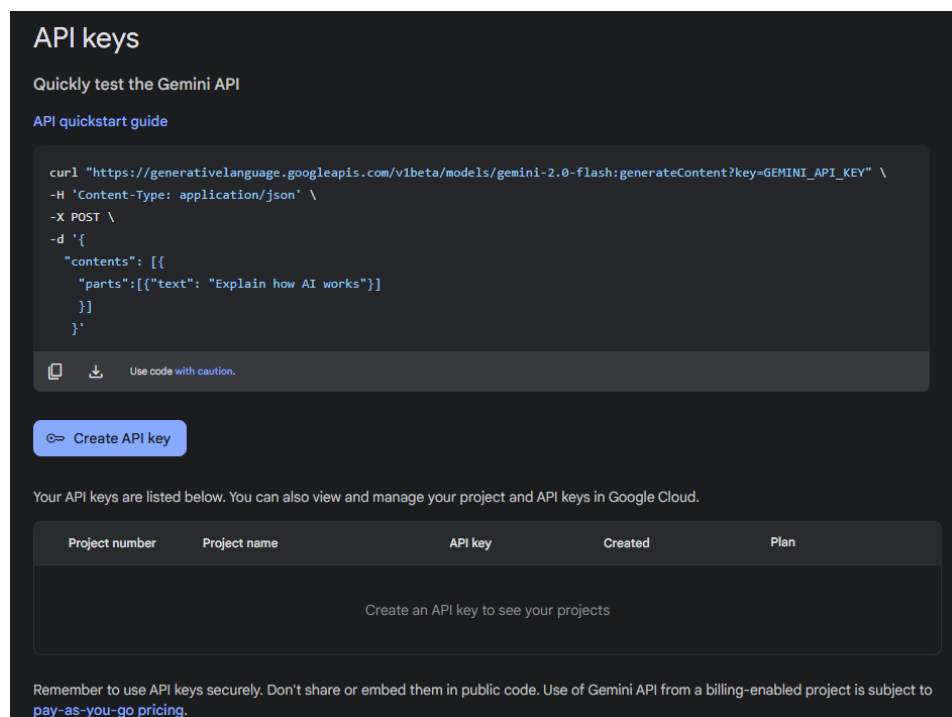 API keys
Quickly test the Gemini API
API quickstart guide
curl "https://generativelanguage.googleapis.com/v1beta/models/gemini-2.0-flash:generateContent?key=GEMINI_API_KEY" \
-H 'Content-Type: application/json' \
-X POST \
-d '{
"contents": [{
"parts":[{"text": "Explain how AI works"}]
}]
}'
Use code with caution.
Create API key
Your API keys are listed below. You can also view and manage your project and API keys in Google Cloud.
Project number Project name API key Created Plan
Create an API key to see your projects
Remember to use API keys securely. Don't share or embed them in public code. Use of Gemini API from a billing-enabled project is subject to
pay-as-you-go pricing.